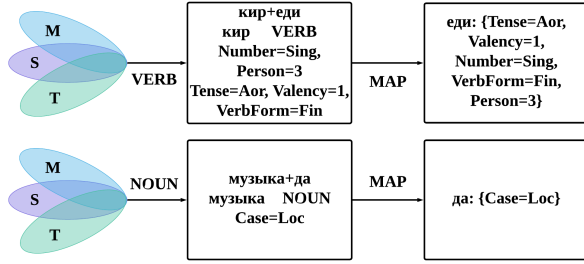 M
S
T
VERB
кир+еди
кир VERB
Number=Sing,
Person=3
Tense=Aor, Valency=1,
VerbForm=Fin
MAP
еди: {Tense=Aor,
Valency=1,
Number=Sing,
VerbForm=Fin,
Person=3}
M
S
T
NOUN
музыка+да
музыка NOUN
Case=Loc
MAP
да: {Case=Loc}